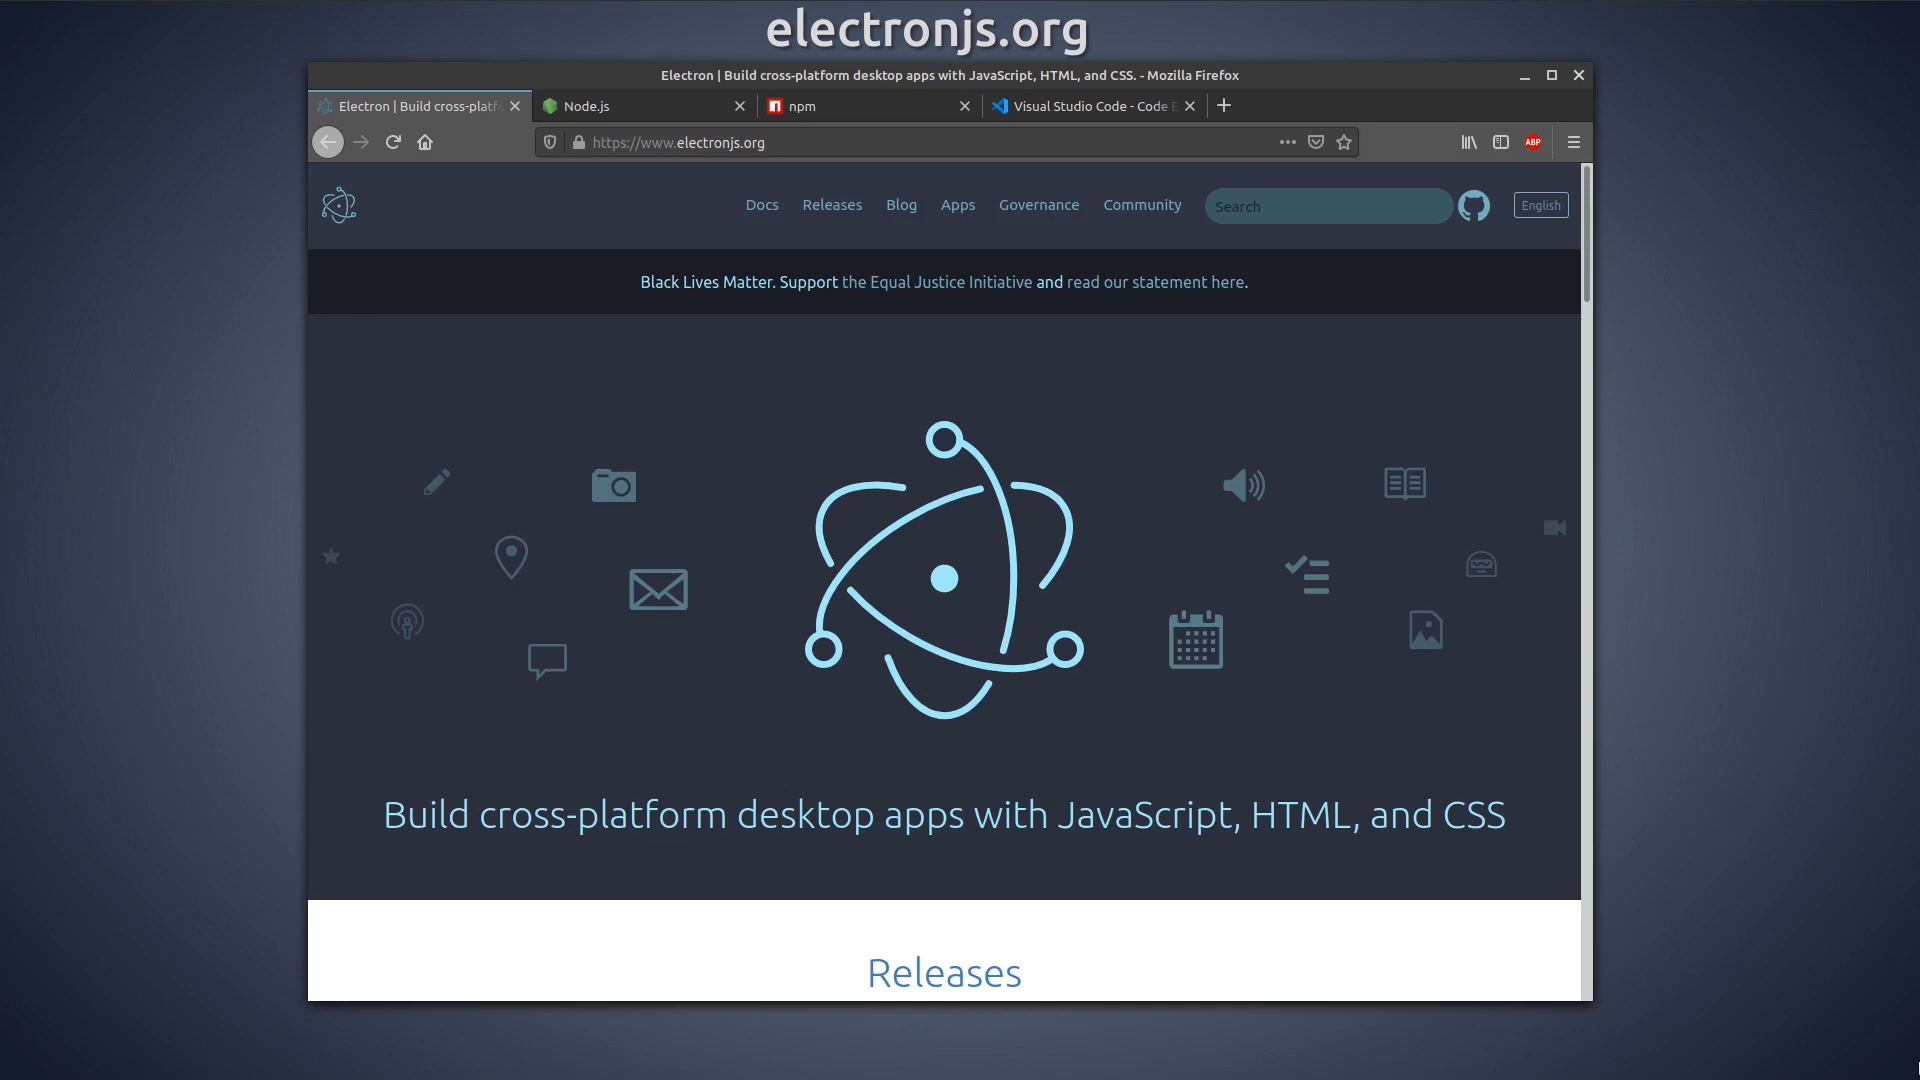 electronjs.org
Electron | Build cross-platform desktop apps with JavaScript, HTML, and CSS. - Mozilla Firefox
Electron | Build cross-platf
Node.js
npm
Visual Studio Code - Code E
https://www.electronjs.org
ABP
Docs
Releases
Blog
Apps
Governance
Community
Search
English
Black Lives Matter. Support the Equal Justice Initiative and read our statement here.
Build cross-platform desktop apps with JavaScript, HTML, and CSS
Releases